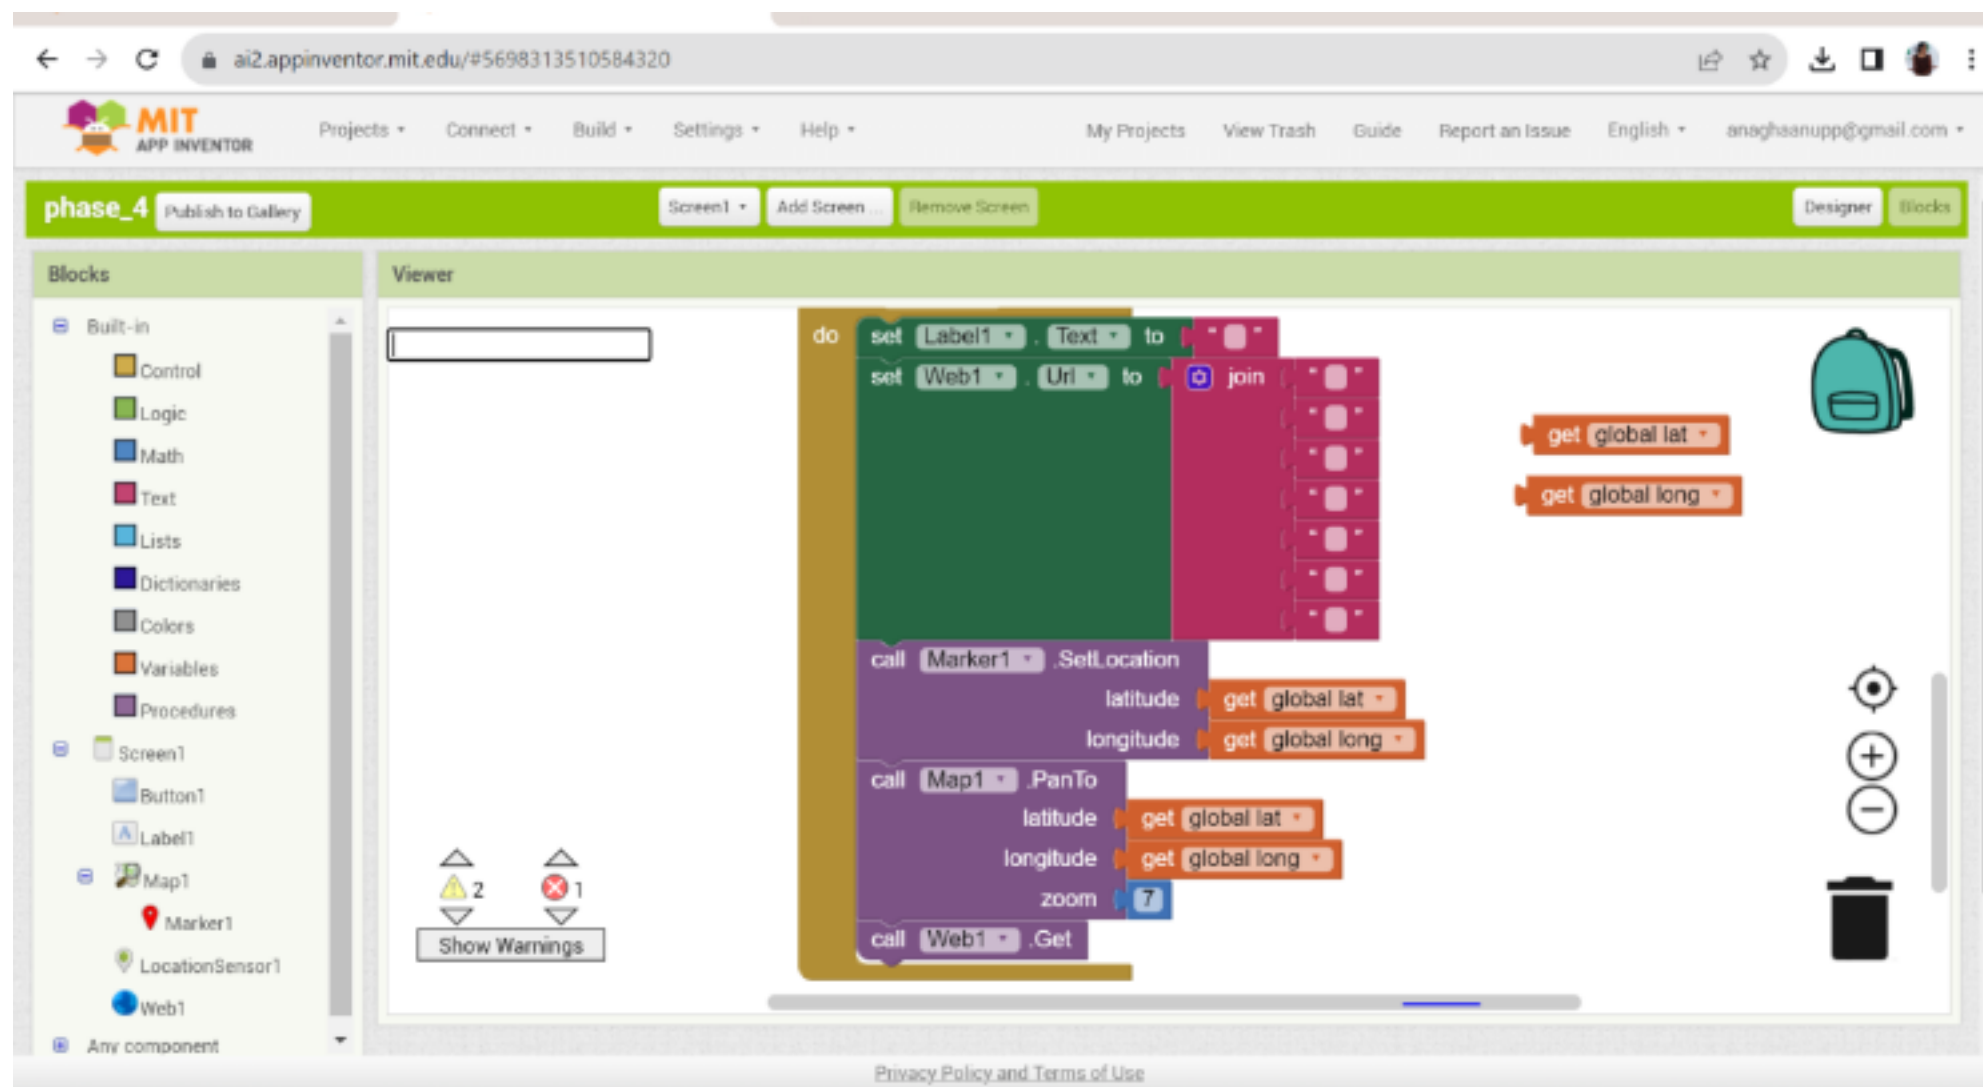 ai2.appinventor.mit.edu/#5698313510584320
MIT
APP INVENTOR
Projects Connect Build Settings Help My Projects View Trash Guide Report an Issue English anaghaanupp@gmail.com
phase_4 Publish to Gallery Screen1 Add Screen ... Remove Screen Designer Blocks
Blocks
Viewer
Built-in
Control
Logic
Math
Text
Lists
Dictionaries
Colors
Variables
Procedures
Screen1
Button1
Label1
Map1
Marker1
LocationSensor1
Web1
Any component
do set Label1 . Text to " "
set Web1 . Url to join " "
" "
" "
" "
" "
" "
" "
get global lat
get global long
call Marker1 .SetLocation
latitude get global lat
longitude get global long
call Map1 .PanTo
latitude get global lat
longitude get global long
zoom 7
call Web1 .Get
2 1
Show Warnings
Privacy Policy and Terms of Use